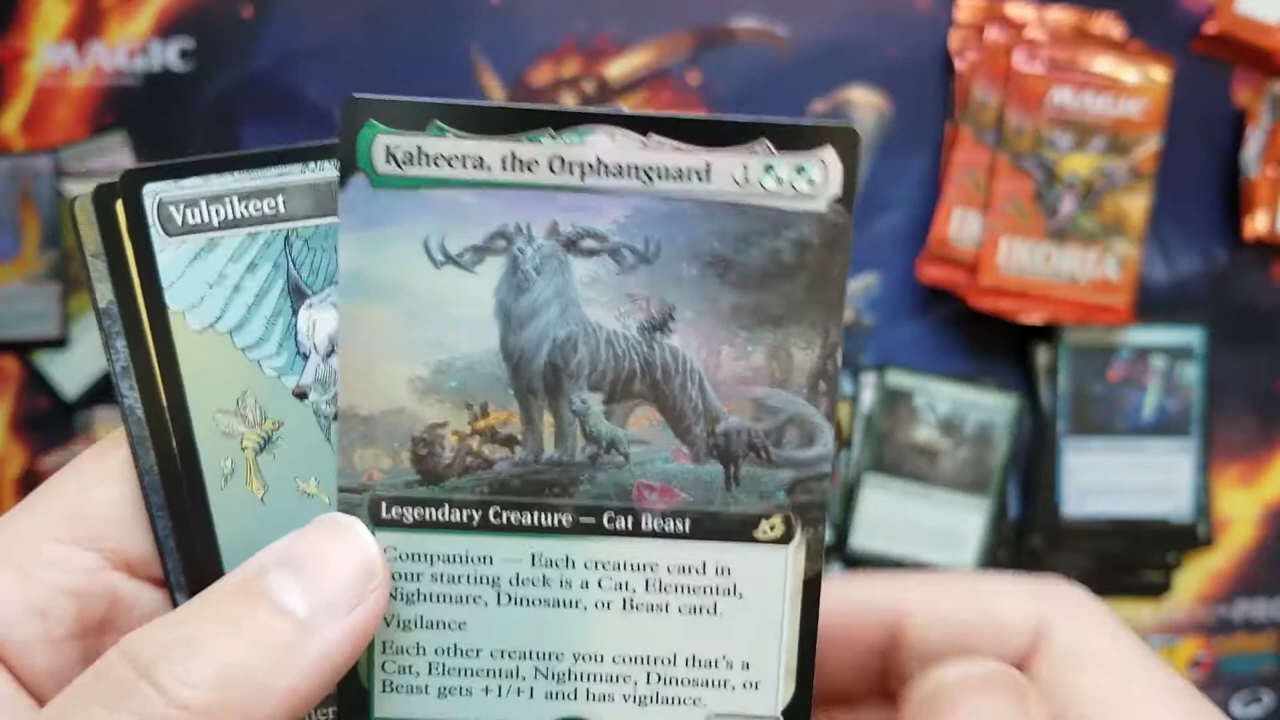 MAGIC
MAGIC
IKORIA
Vulpikeet
Kaheera, the Orphanguard 1
Legendary Creature — Cat Beast
Companion — Each creature card in
your starting deck is a Cat, Elemental,
Nightmare, Dinosaur, or Beast card.
Vigilance
Each other creature you control that's a
Cat, Elemental, Nightmare, Dinosaur, or
Beast gets +1/+1 and has vigilance.